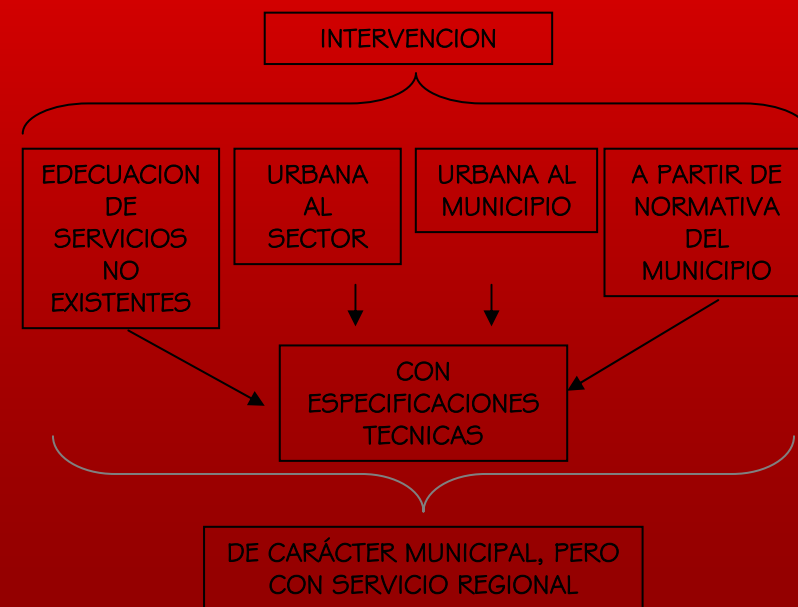 INTERVENCION
EDECUACION
DE
SERVICIOS
NO
EXISTENTES
URBANA
AL
SECTOR
URBANA AL
MUNICIPIO
A PARTIR DE
NORMATIVA
DEL
MUNICIPIO
CON
ESPECIFICACIONES
TECNICAS
DE CARÁCTER MUNICIPAL, PERO
CON SERVICIO REGIONAL